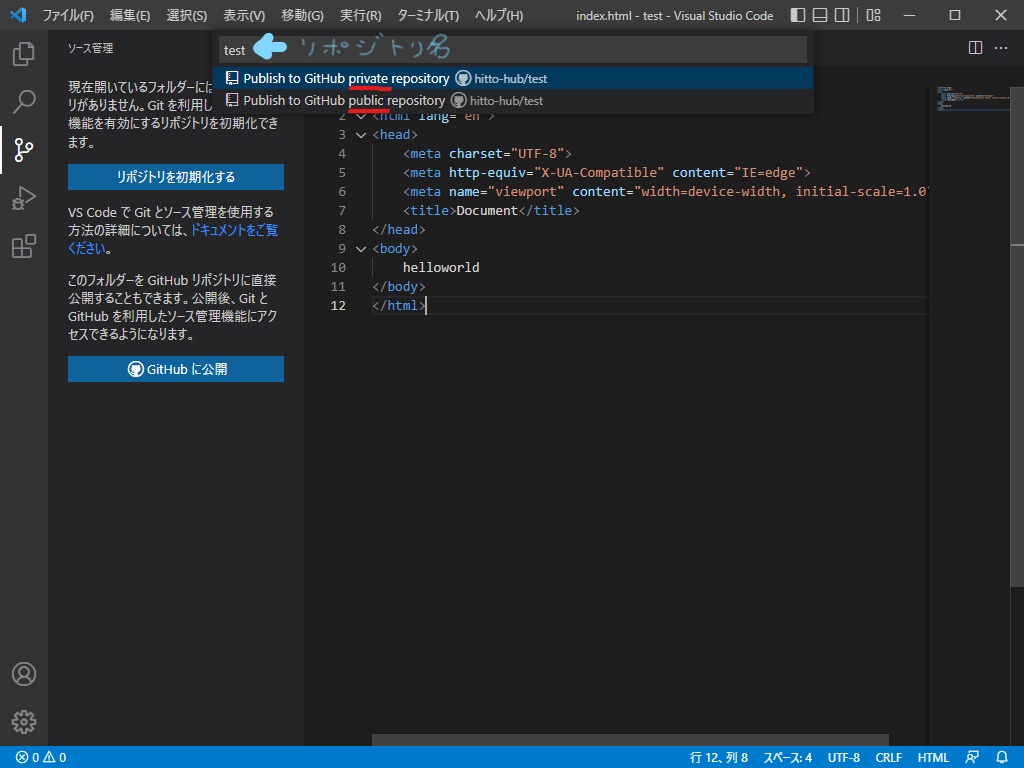 ファイル(F) 編集(E) 選択(S) 表示(V) 移動(G) 実行(R) ターミナル(T) ヘルプ(H) index.html - test - Visual Studio Code
ソース管理
test リポジトリ名
Publish to GitHub private repository hitto-hub/test
Publish to GitHub public repository hitto-hub/test
現在開いているフォルダーには
リがありません。Git を利用し
機能を有効にするリポジトリを初期化でき
ます。
リポジトリを初期化する
VS Code で Git とソース管理を使用する
方法の詳細については、ドキュメントをご覧
ください。
このフォルダーを GitHub リポジトリに直接
公開することもできます。公開後、Git と
GitHub を利用したソース管理機能にアク
セスできるようになります。
GitHub に公開
2 <html lang="en">
3 <head>
4 <meta charset="UTF-8">
5 <meta http-equiv="X-UA-Compatible" content="IE=edge">
6 <meta name="viewport" content="width=device-width, initial-scale=1.0"
7 <title>Document</title>
8 </head>
9 <body>
10 helloworld
11 </body>
12 </html>
0 0 行 12、列 8 スペース: 4 UTF-8 CRLF HTML